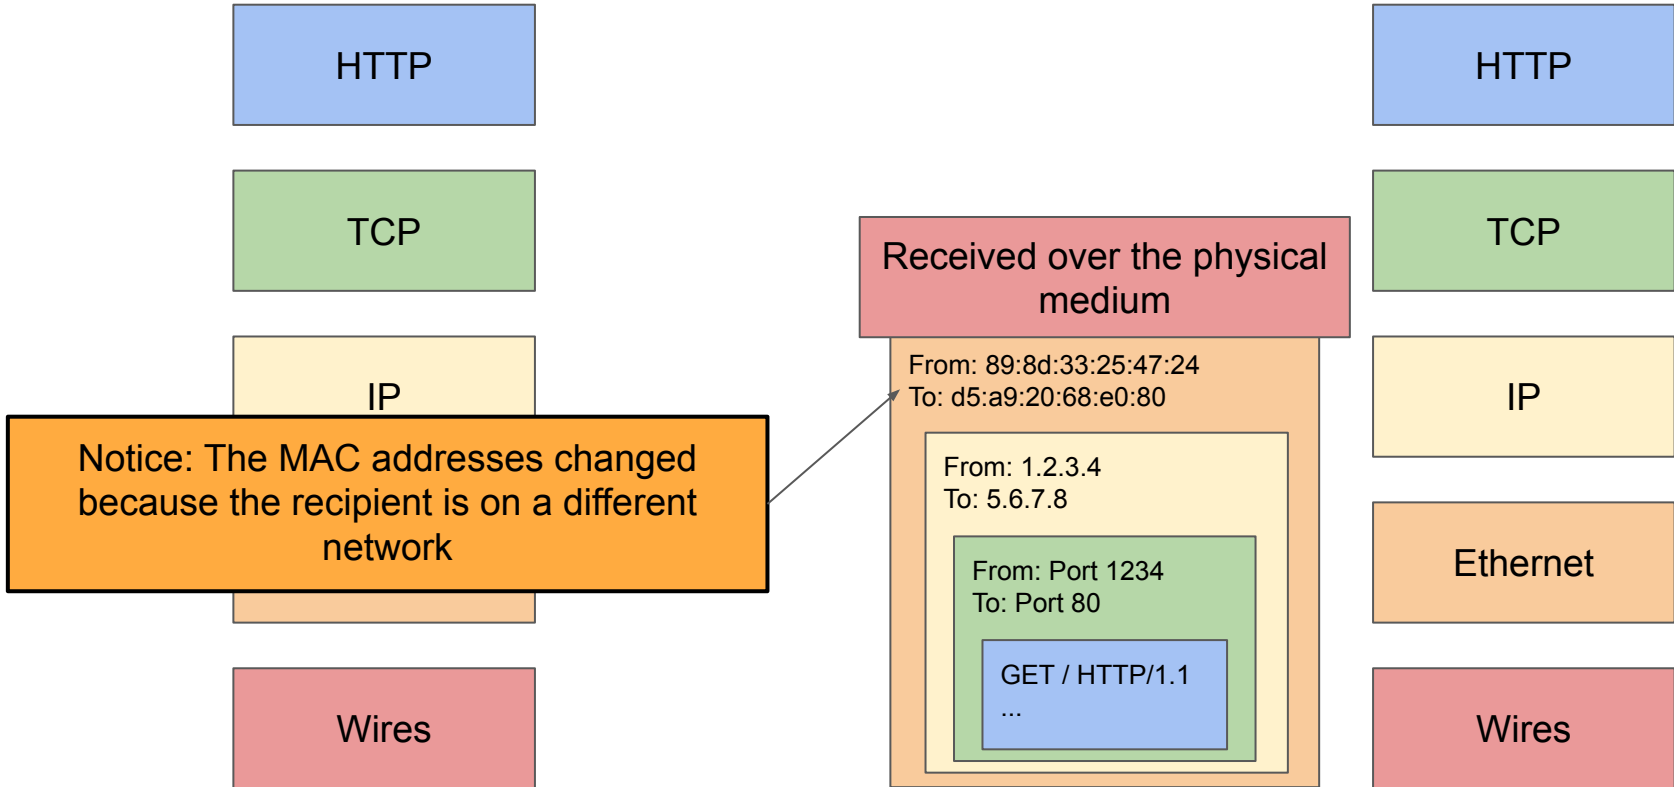 HTTP
TCP
IP
Notice: The MAC addresses changed
because the recipient is on a different
network
Wires
Received over the physical
medium
From: 89:8d:33:25:47:24
To: d5:a9:20:68:e0:80
From: 1.2.3.4
To: 5.6.7.8
From: Port 1234
To: Port 80
GET / HTTP/1.1
...
HTTP
TCP
IP
Ethernet
Wires